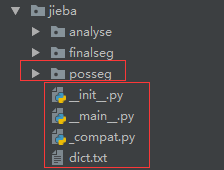 jieba
analyse
finalseg
posseg
__init__.py
__main__.py
_compat.py
dict.txt